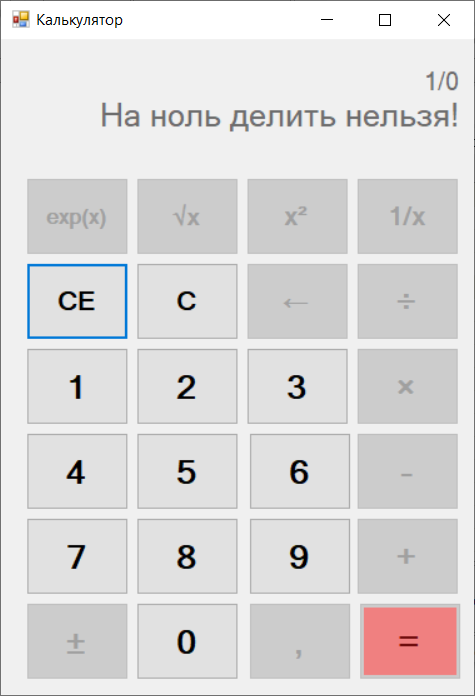 Калькулятор
1/0
На ноль делить нельзя!
exp(x) √x x² 1/x
CE C ← ÷
1 2 3 ×
4 5 6 -
7 8 9 +
± 0 , =